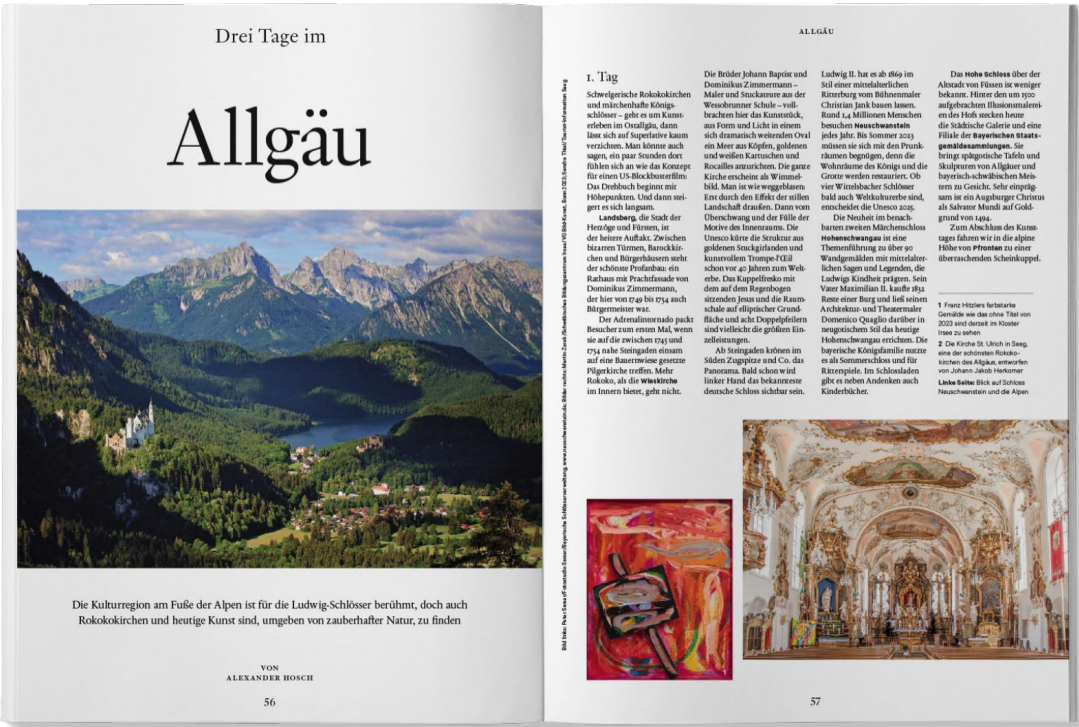 Drei Tage im
Allgäu
Die Kulturregion am Fuße der Alpen ist für die Ludwig-Schlösser berühmt, doch auch
Rokokokirchen und heutige Kunst sind, umgeben von zauberhafter Natur, zu finden
VON
ALEXANDER HOSCH
56
ALLGÄU
1. Tag
Schwelgerische Rokokokirchen
und märchenhafte Königs-
schlösser – geht es um Kunst-
erleben im Ostallgäu, dann
lässt sich auf Superlative kaum
verzichten. Man könnte auch
sagen, ein paar Stunden dort
fühlen sich an wie das Konzept
für einen US-Blockbusterfilm:
Das Drehbuch beginnt mit
Höhepunkten. Und dann stei-
gert es sich langsam.
Landsberg, die Stadt der
Herzöge und Fürsten, ist
der heitere Auftakt. Zwischen
bizarren Türmen, Barockkir-
chen und Bürgerhäusern steht
der schönste Profanbau: ein
Rathaus mit Prachtfassade von
Dominikus Zimmermann,
der hier von 1749 bis 1754 auch
Bürgermeister war.
Der Adrenalintornado packt
Besucher zum ersten Mal, wenn
sie auf die zwischen 1745 und
1754 nahe Steingaden einsam
auf eine Bauernwiese gesetzte
Pilgerkirche treffen. Mehr
Rokoko, als die Wieskirche
im Innern bietet, geht nicht.
Die Brüder Johann Baptist und
Dominikus Zimmermann –
Maler und Stuckateure aus der
Wessobrunner Schule – voll-
brachten hier das Kunststück,
aus Form und Licht in einem
sich dramatisch weitenden Oval
ein Meer aus Köpfen, goldenen
und weißen Kartuschen und
Rocailles anzurichten. Die ganze
Kirche erscheint als Wimmel-
bild. Man ist wie weggeblasen:
Erst durch den Effekt der stillen
Landschaft draußen. Dann vom
Überschwang und der Fülle der
Motive des Innenraums. Die
Unesco kürte die Struktur aus
goldenen Stuckgirlanden und
kunstvollem Trompe-l'Œil
schon vor 40 Jahren zum Welt-
erbe. Das Kuppelfresko mit
dem auf dem Regenbogen
sitzenden Jesus und die Raum-
schale auf elliptischer Grund-
fläche und acht Doppelpfeilern
sind vielleicht die größten Ein-
zelleistungen.
Ab Steingaden krönen im
Süden Zugspitze und Co. das
Panorama. Bald schon wird
linker Hand das bekannteste
deutsche Schloss sichtbar sein.
Ludwig II. hat es ab 1869 im
Stil einer mittelalterlichen
Ritterburg vom Bühnenmaler
Christian Jank bauen lassen.
Rund 1,4 Millionen Menschen
besuchen Neuschwanstein
jedes Jahr. Bis Sommer 2023
müssen sie sich mit den Prunk-
räumen begnügen, denn die
Wohnräume des Königs und die
Grotte werden restauriert. Ob
vier Wittelsbacher Schlösser
bald auch Weltkulturerbe sind,
entscheidet die Unesco 2025.
Die Neuheit im benach-
barten zweiten Märchenschloss
Hohenschwangau ist eine
Themenführung zu über 90
Wandgemälden mit mittelalter-
lichen Sagen und Legenden, die
Ludwigs Kindheit prägten. Sein
Vater Maximilian II. kaufte 1832
Reste einer Burg und ließ seinen
Architektur- und Theatermaler
Domenico Quaglio darüber in
neugotischem Stil das heutige
Hohenschwangau errichten. Die
bayerische Königsfamilie nutzte
es als Sommerschloss und für
Ritterspiele. Im Schlossladen
gibt es neben Andenken auch
Kinderbücher.
Das Hohe Schloss über der
Altstadt von Füssen ist weniger
bekannt. Hinter den um 1500
aufgebrachten Illusionsmalerei-
en des Hofs stecken heute
die Städtische Galerie und eine
Filiale der Bayerischen Staats-
gemäldesammlungen. Sie
bringt spätgotische Tafeln und
Skulpturen von Allgäuer und
bayerisch-schwäbischen Meis-
tern zu Gesicht. Sehr einpräg-
sam ist ein Augsburger Christus
als Salvator Mundi auf Gold-
grund von 1494.
Zum Abschluss des Kunst-
tages fahren wir in die alpine
Höhe von Pfronten zu einer
überraschenden Scheinkuppel.
1 Franz Hitzlers farbstarke
Gemälde wie das ohne Titel von
2023 sind derzeit im Kloster
Irsee zu sehen
2 Die Kirche St. Ulrich in Seeg,
eine der schönsten Rokoko-
kirchen des Allgäus, entworfen
von Johann Jakob Herkomer
Linke Seite: Blick auf Schloss
Neuschwanstein und die Alpen
57